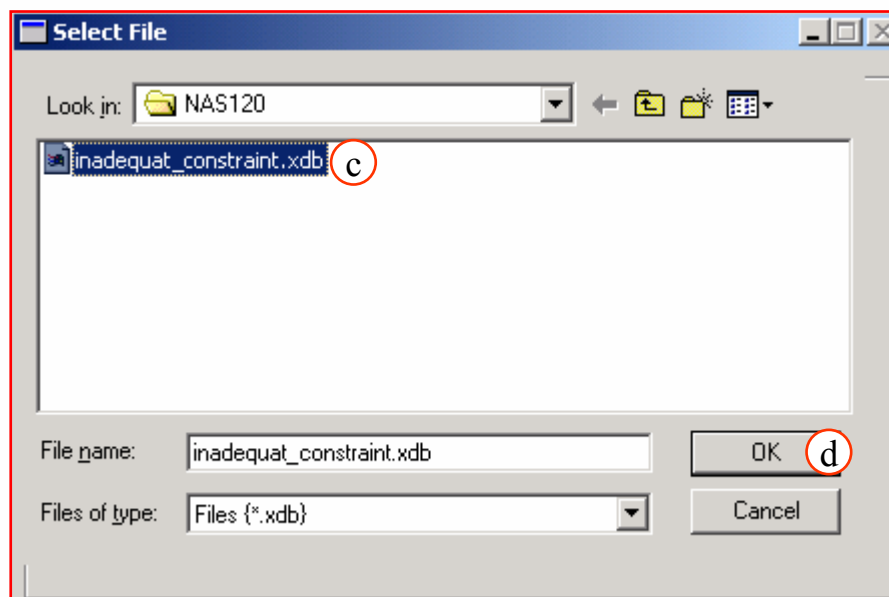 Select File
Look in: NAS120
inadequat_constraint.xdb c
File name: inadequat_constraint.xdb OK d
Files of type: Files {*.xdb} Cancel